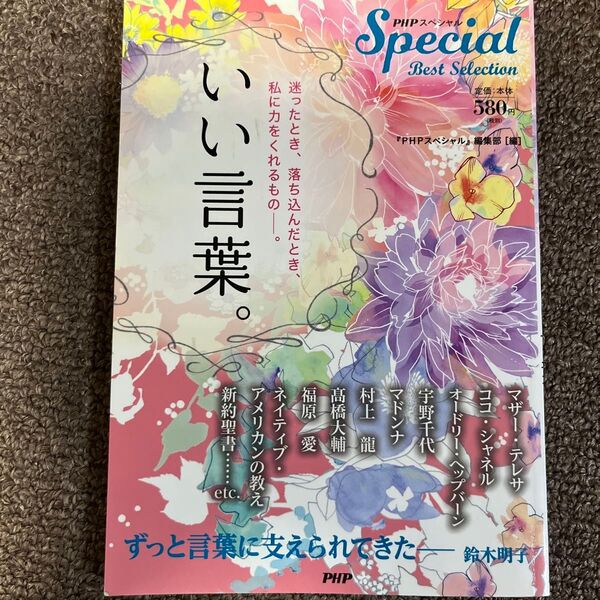 PHPスペシャル
Special
Best Selection
定価：本体
580円
（税別）
『PHPスペシャル』編集部［編］
迷ったとき、落ち込んだとき、
私に力をくれるもの―。
いい言葉。
マザー・テレサ
ココ・シャネル
オードリー・ヘップバーン
宇野千代
マドンナ
村上 龍
髙橋大輔
福原 愛
ネイティブ・
アメリカンの教え
新約聖書……
etc.
ずっと言葉に支えられてきた―― 鈴木明子
PHP